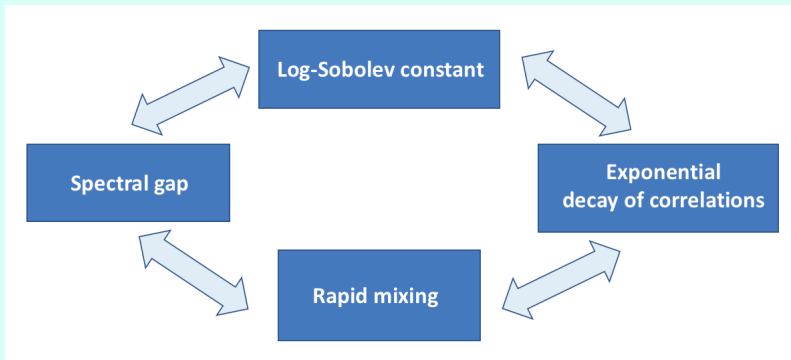 Log-Sobolev constant
Spectral gap
Exponential
decay of correlations
Rapid mixing